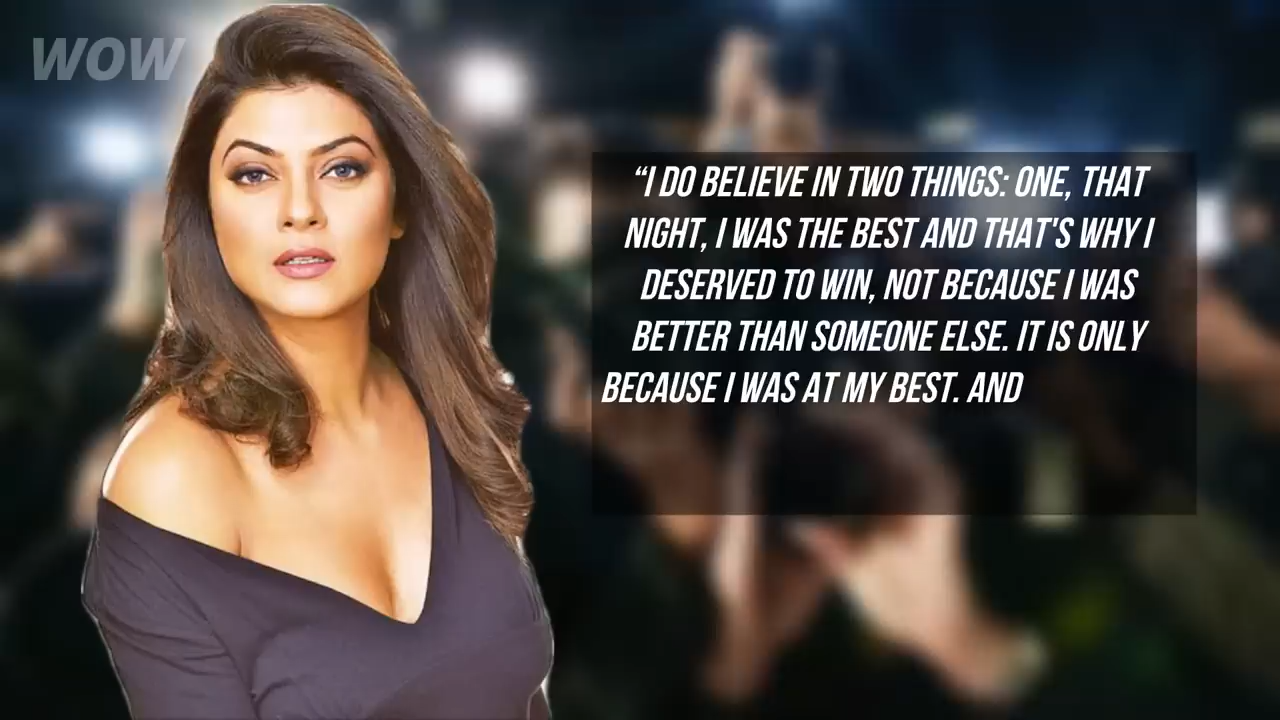 WOW
“I DO BELIEVE IN TWO THINGS: ONE, THAT
NIGHT, I WAS THE BEST AND THAT'S WHY I
DESERVED TO WIN, NOT BECAUSE I WAS
BETTER THAN SOMEONE ELSE. IT IS ONLY
BECAUSE I WAS AT MY BEST. AND